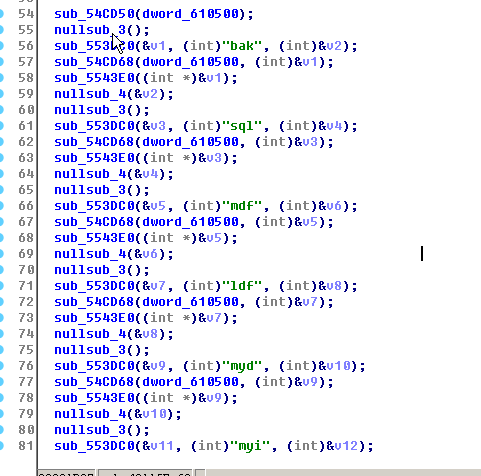 54 sub_54CD50(dword_610500);
55 nullsub_3();
56 sub_553DC0(&v1, (int)"bak", (int)&v2);
57 sub_54CD68(dword_610500, (int)&v1);
58 sub_5543E0((int *)&v1);
59 nullsub_4(&v2);
60 nullsub_3();
61 sub_553DC0(&v3, (int)"sql", (int)&v4);
62 sub_54CD68(dword_610500, (int)&v3);
63 sub_5543E0((int *)&v3);
64 nullsub_4(&v4);
65 nullsub_3();
66 sub_553DC0(&v5, (int)"mdf", (int)&v6);
67 sub_54CD68(dword_610500, (int)&v5);
68 sub_5543E0((int *)&v5);
69 nullsub_4(&v6);
70 nullsub_3();
71 sub_553DC0(&v7, (int)"ldf", (int)&v8);
72 sub_54CD68(dword_610500, (int)&v7);
73 sub_5543E0((int *)&v7);
74 nullsub_4(&v8);
75 nullsub_3();
76 sub_553DC0(&v9, (int)"myd", (int)&v10);
77 sub_54CD68(dword_610500, (int)&v9);
78 sub_5543E0((int *)&v9);
79 nullsub_4(&v10);
80 nullsub_3();
81 sub_553DC0(&v11, (int)"myi", (int)&v12);